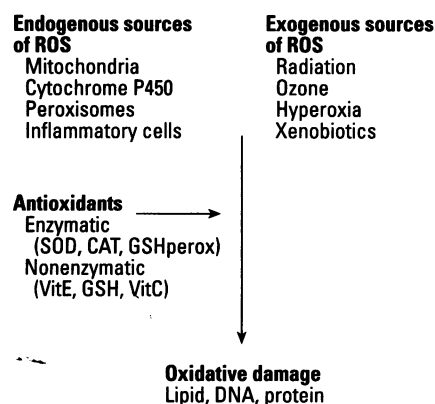 Endogenous sources
of ROS
Mitochondria
Cytochrome P450
Peroxisomes
Inflammatory cells
Exogenous sources
of ROS
Radiation
Ozone
Hyperoxia
Xenobiotics
Antioxidants
Enzymatic
(SOD, CAT, GSHperox)
Nonenzymatic
(VitE, GSH, VitC)
Oxidative damage
Lipid, DNA, protein